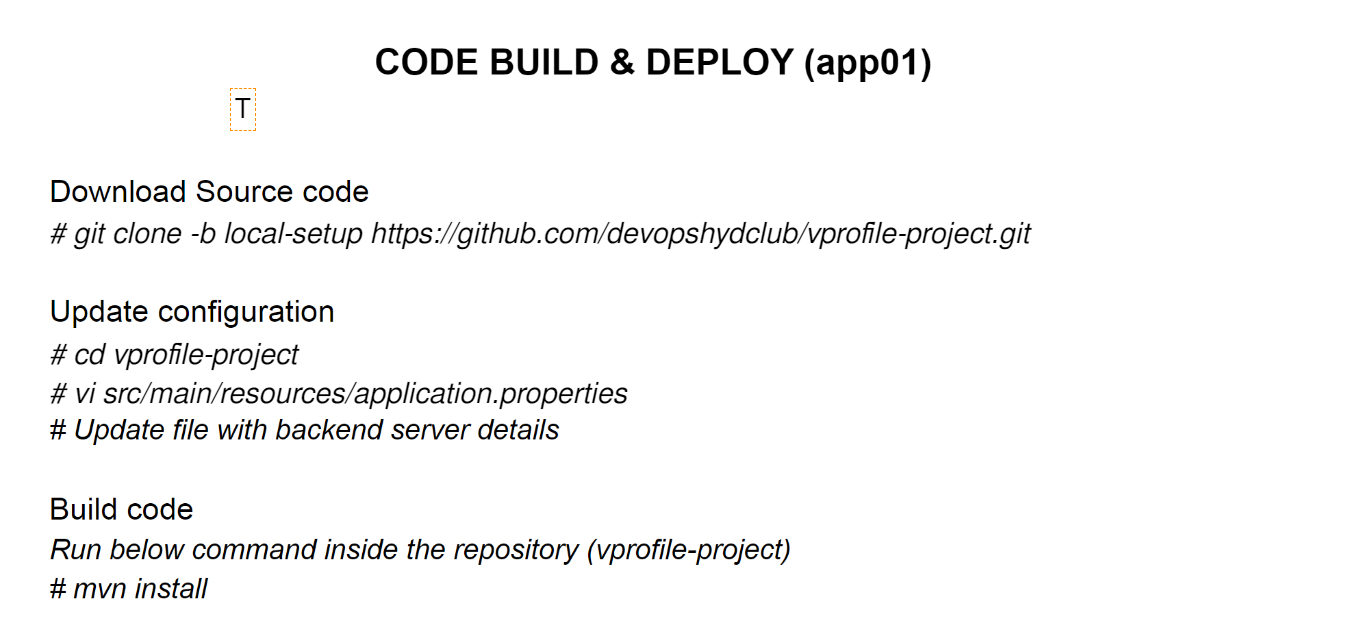 CODE BUILD & DEPLOY (app01)
T
Download Source code
# git clone -b local-setup https://github.com/devopshydclub/vprofile-project.git
Update configuration
# cd vprofile-project
# vi src/main/resources/application.properties
# Update file with backend server details
Build code
Run below command inside the repository (vprofile-project)
# mvn install